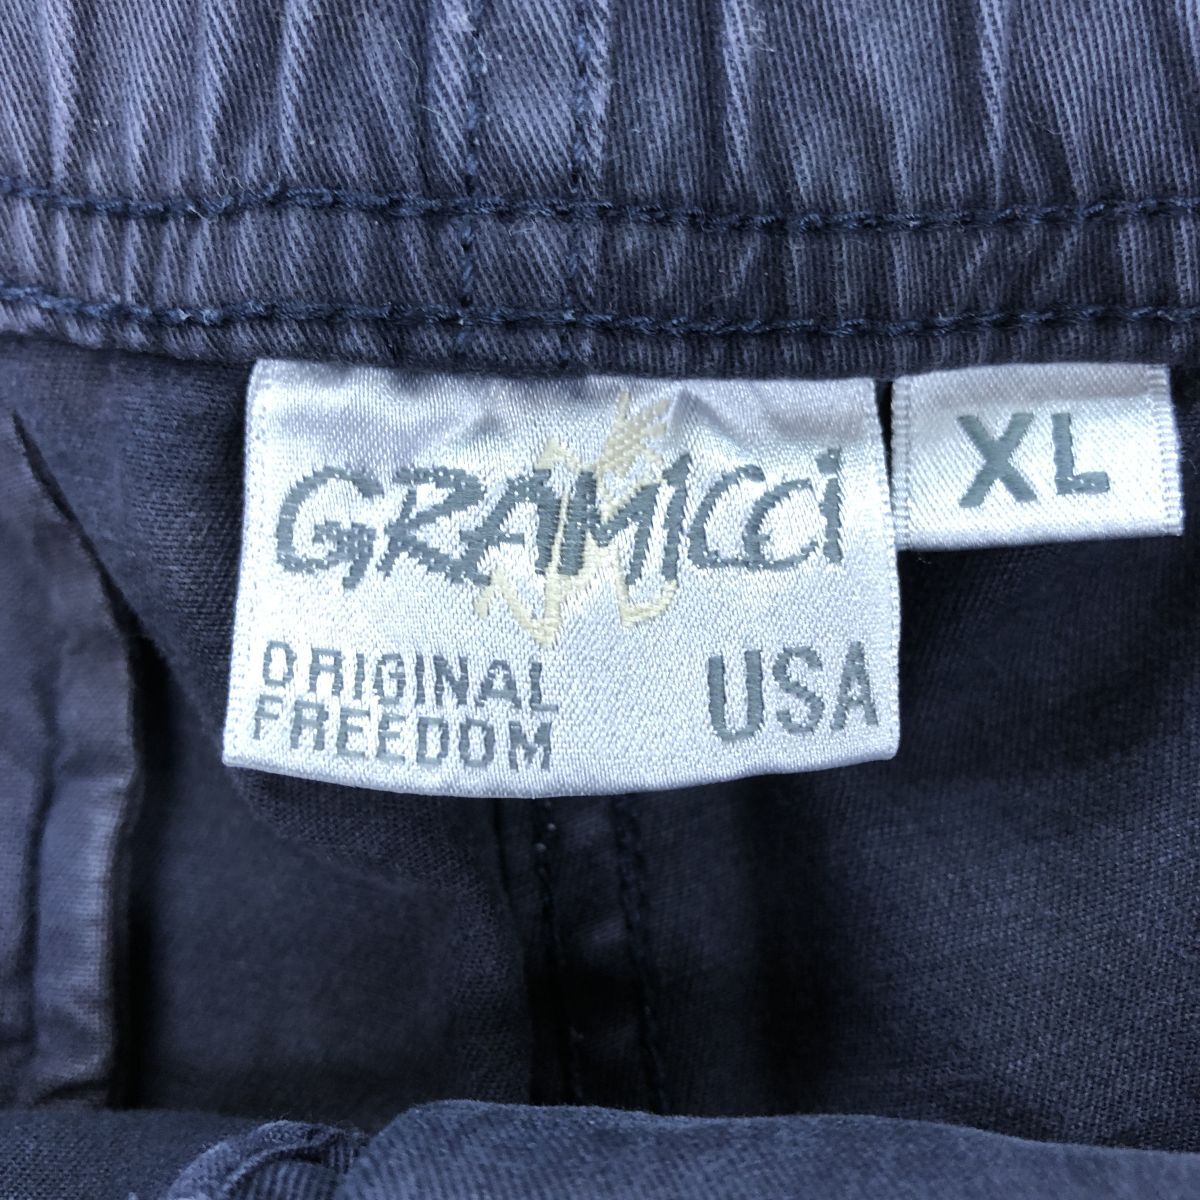 GRAMICCi
XL
ORIGINAL
FREEDOM
USA